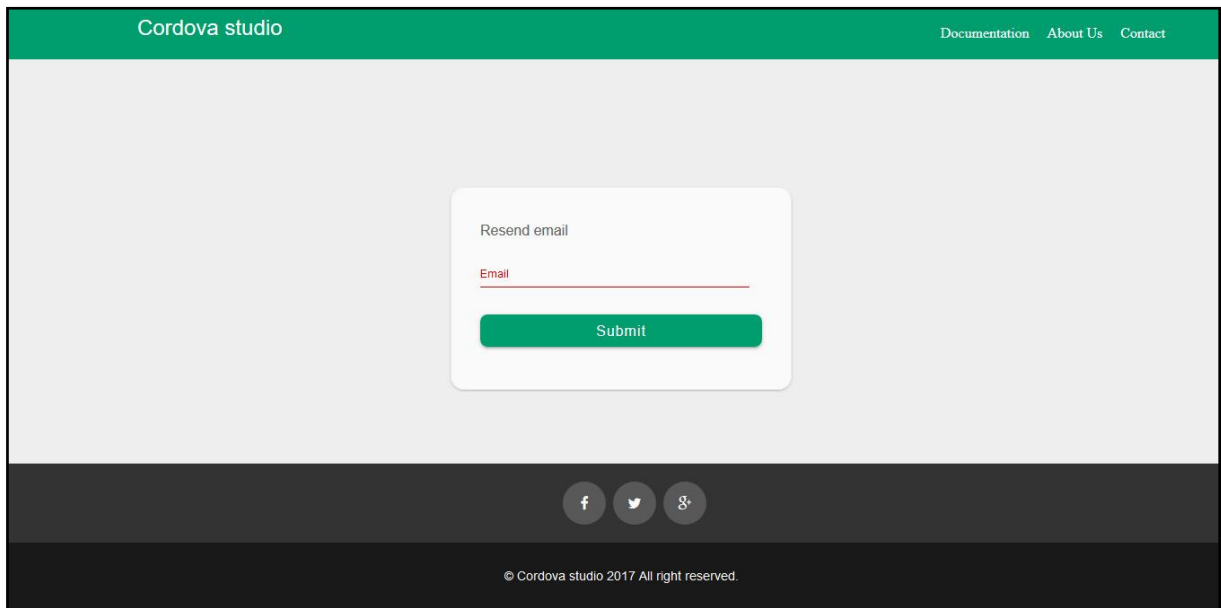 Cordova studio
Documentation About Us Contact
Resend email
Email
Submit
f g+
© Cordova studio 2017 All right reserved.